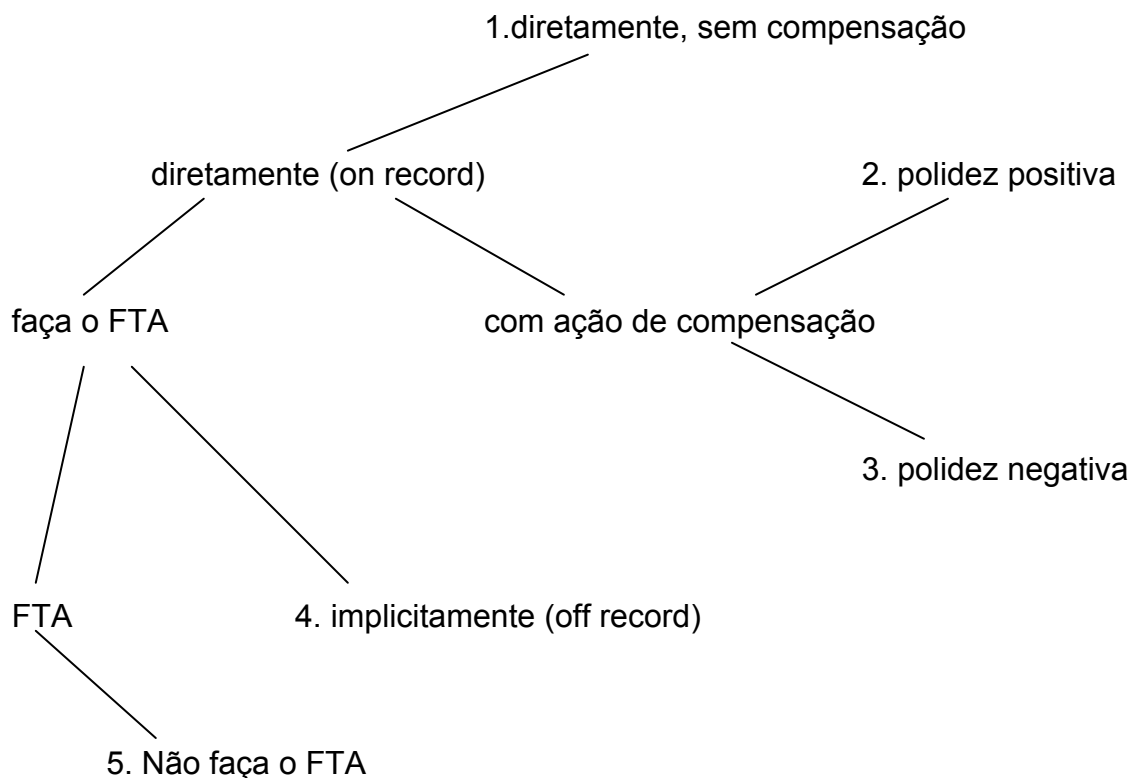 1.diretamente, sem compensação
diretamente (on record)
2. polidez positiva
faça o FTA
com ação de compensação
3. polidez negativa
FTA
4. implicitamente (off record)
5. Não faça o FTA